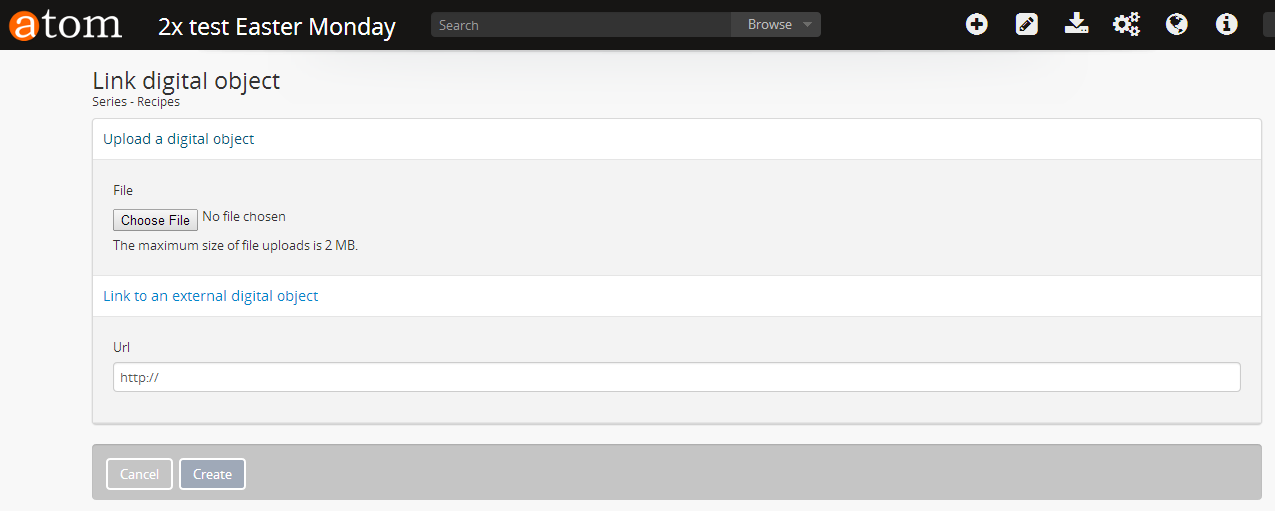 atom
2x test Easter Monday
Search
Browse
Link digital object
Series - Recipes
Upload a digital object
File
Choose File No file chosen
The maximum size of file uploads is 2 MB.
Link to an external digital object
Url
http://
Cancel
Create